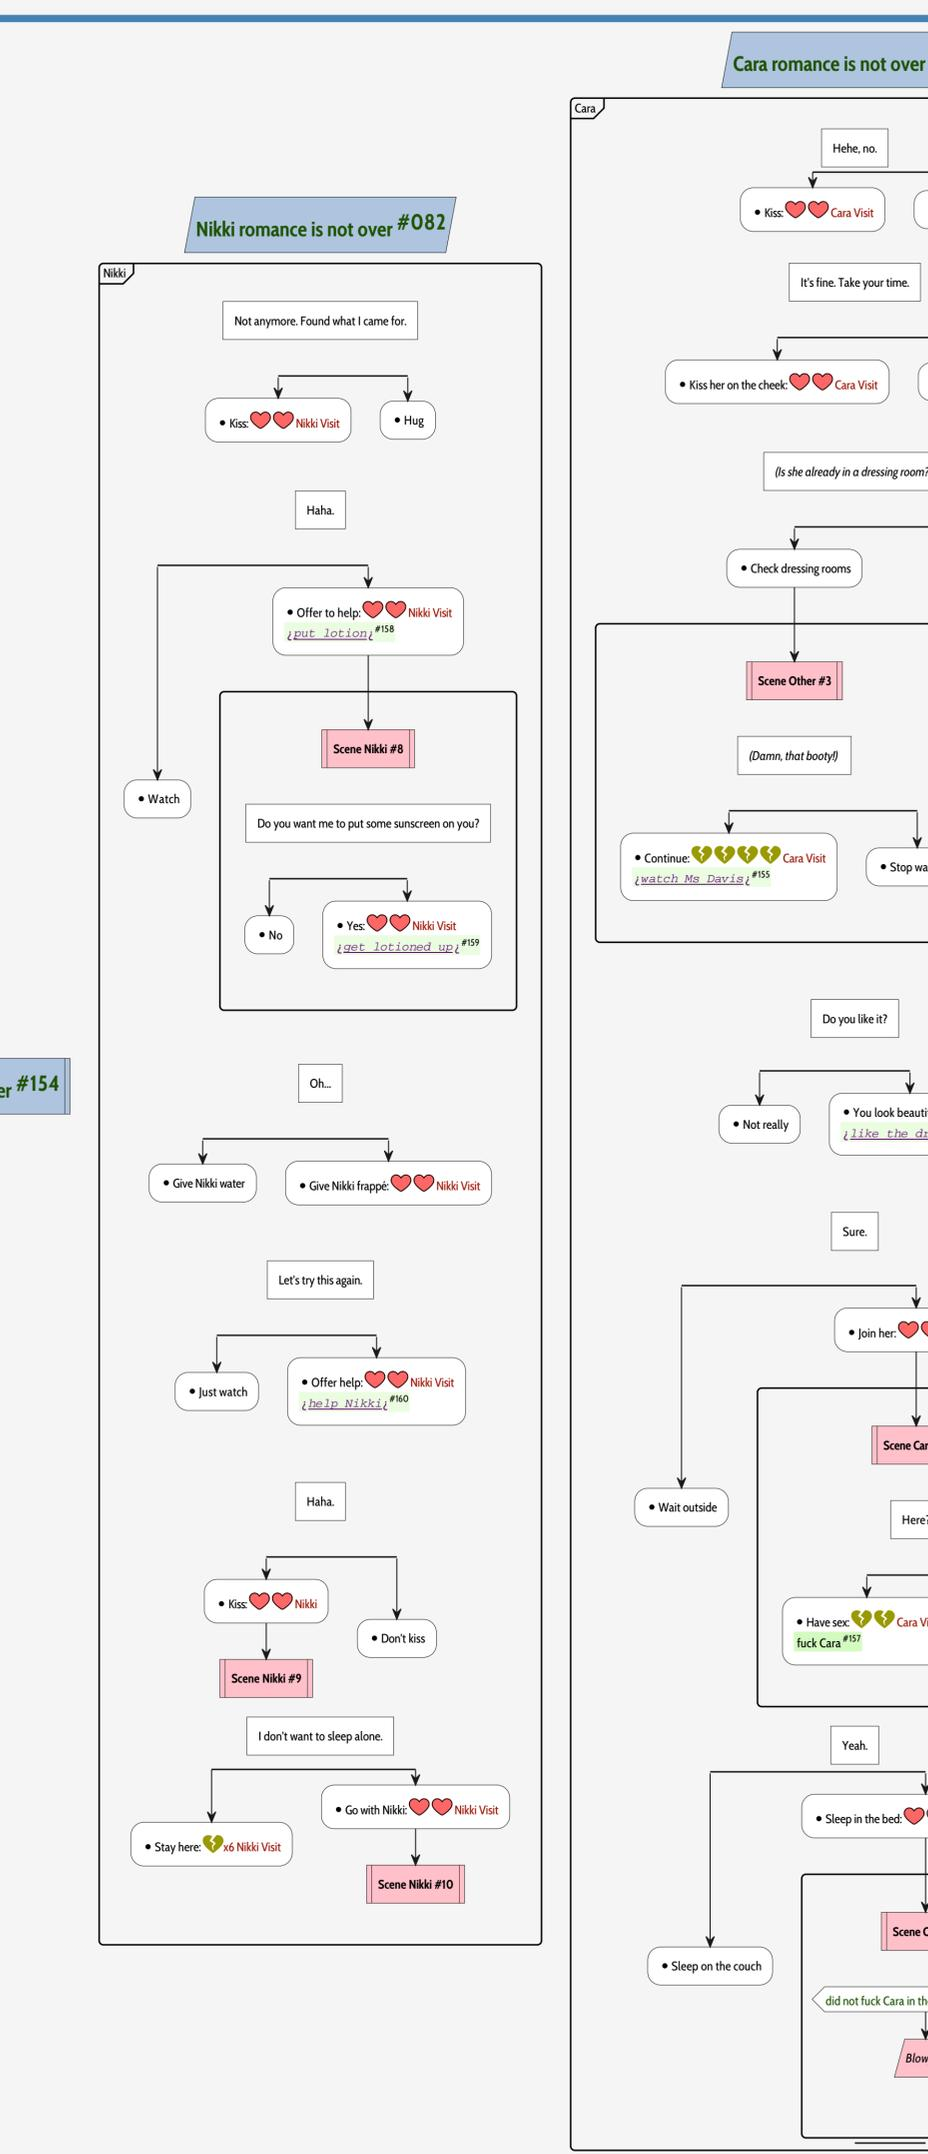 Cara romance is not over
Cara
Hehe, no.
• Kiss: Cara Visit
Nikki romance is not over #082
Nikki
It's fine. Take your time.
Not anymore. Found what I came for.
• Kiss her on the cheek: Cara Visit
• Kiss: Nikki Visit
• Hug
(Is she already in a dressing room?
Haha.
• Check dressing rooms
• Offer to help: Nikki Visit
¿put lotion¿ #158
Scene Other #3
Scene Nikki #8
(Damn, that booty!)
• Watch
Do you want me to put some sunscreen on you?
• Continue: Cara Visit
¿watch Ms Davis¿ #155
• Stop wa
• No
• Yes: Nikki Visit
¿get lotioned up¿ #159
Do you like it?
er #154
Oh...
• Not really
• You look beauti
¿like the dr
• Give Nikki water
• Give Nikki frappé: Nikki Visit
Sure.
Let's try this again.
• Join her:
• Just watch
• Offer help: Nikki Visit
¿help Nikki¿ #160
Scene Car
Haha.
• Wait outside
Here?
• Kiss: Nikki
• Don't kiss
• Have sex: Cara Vi
fuck Cara #157
Scene Nikki #9
I don't want to sleep alone.
Yeah.
• Go with Nikki: Nikki Visit
• Stay here: x6 Nikki Visit
• Sleep in the bed:
Scene Nikki #10
Scene C
• Sleep on the couch
did not fuck Cara in the
Blow